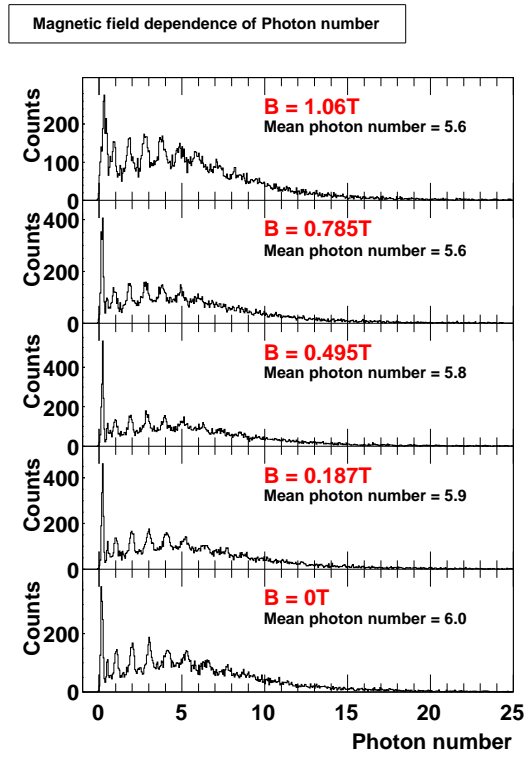 Magnetic field dependence of Photon number
Counts
200
100
0
B = 1.06T
Mean photon number = 5.6
Counts
400
200
0
B = 0.785T
Mean photon number = 5.6
Counts
400
200
0
B = 0.495T
Mean photon number = 5.8
Counts
400
200
0
B = 0.187T
Mean photon number = 5.9
Counts
200
0
B = 0T
Mean photon number = 6.0
0 5 10 15 20 25
Photon number